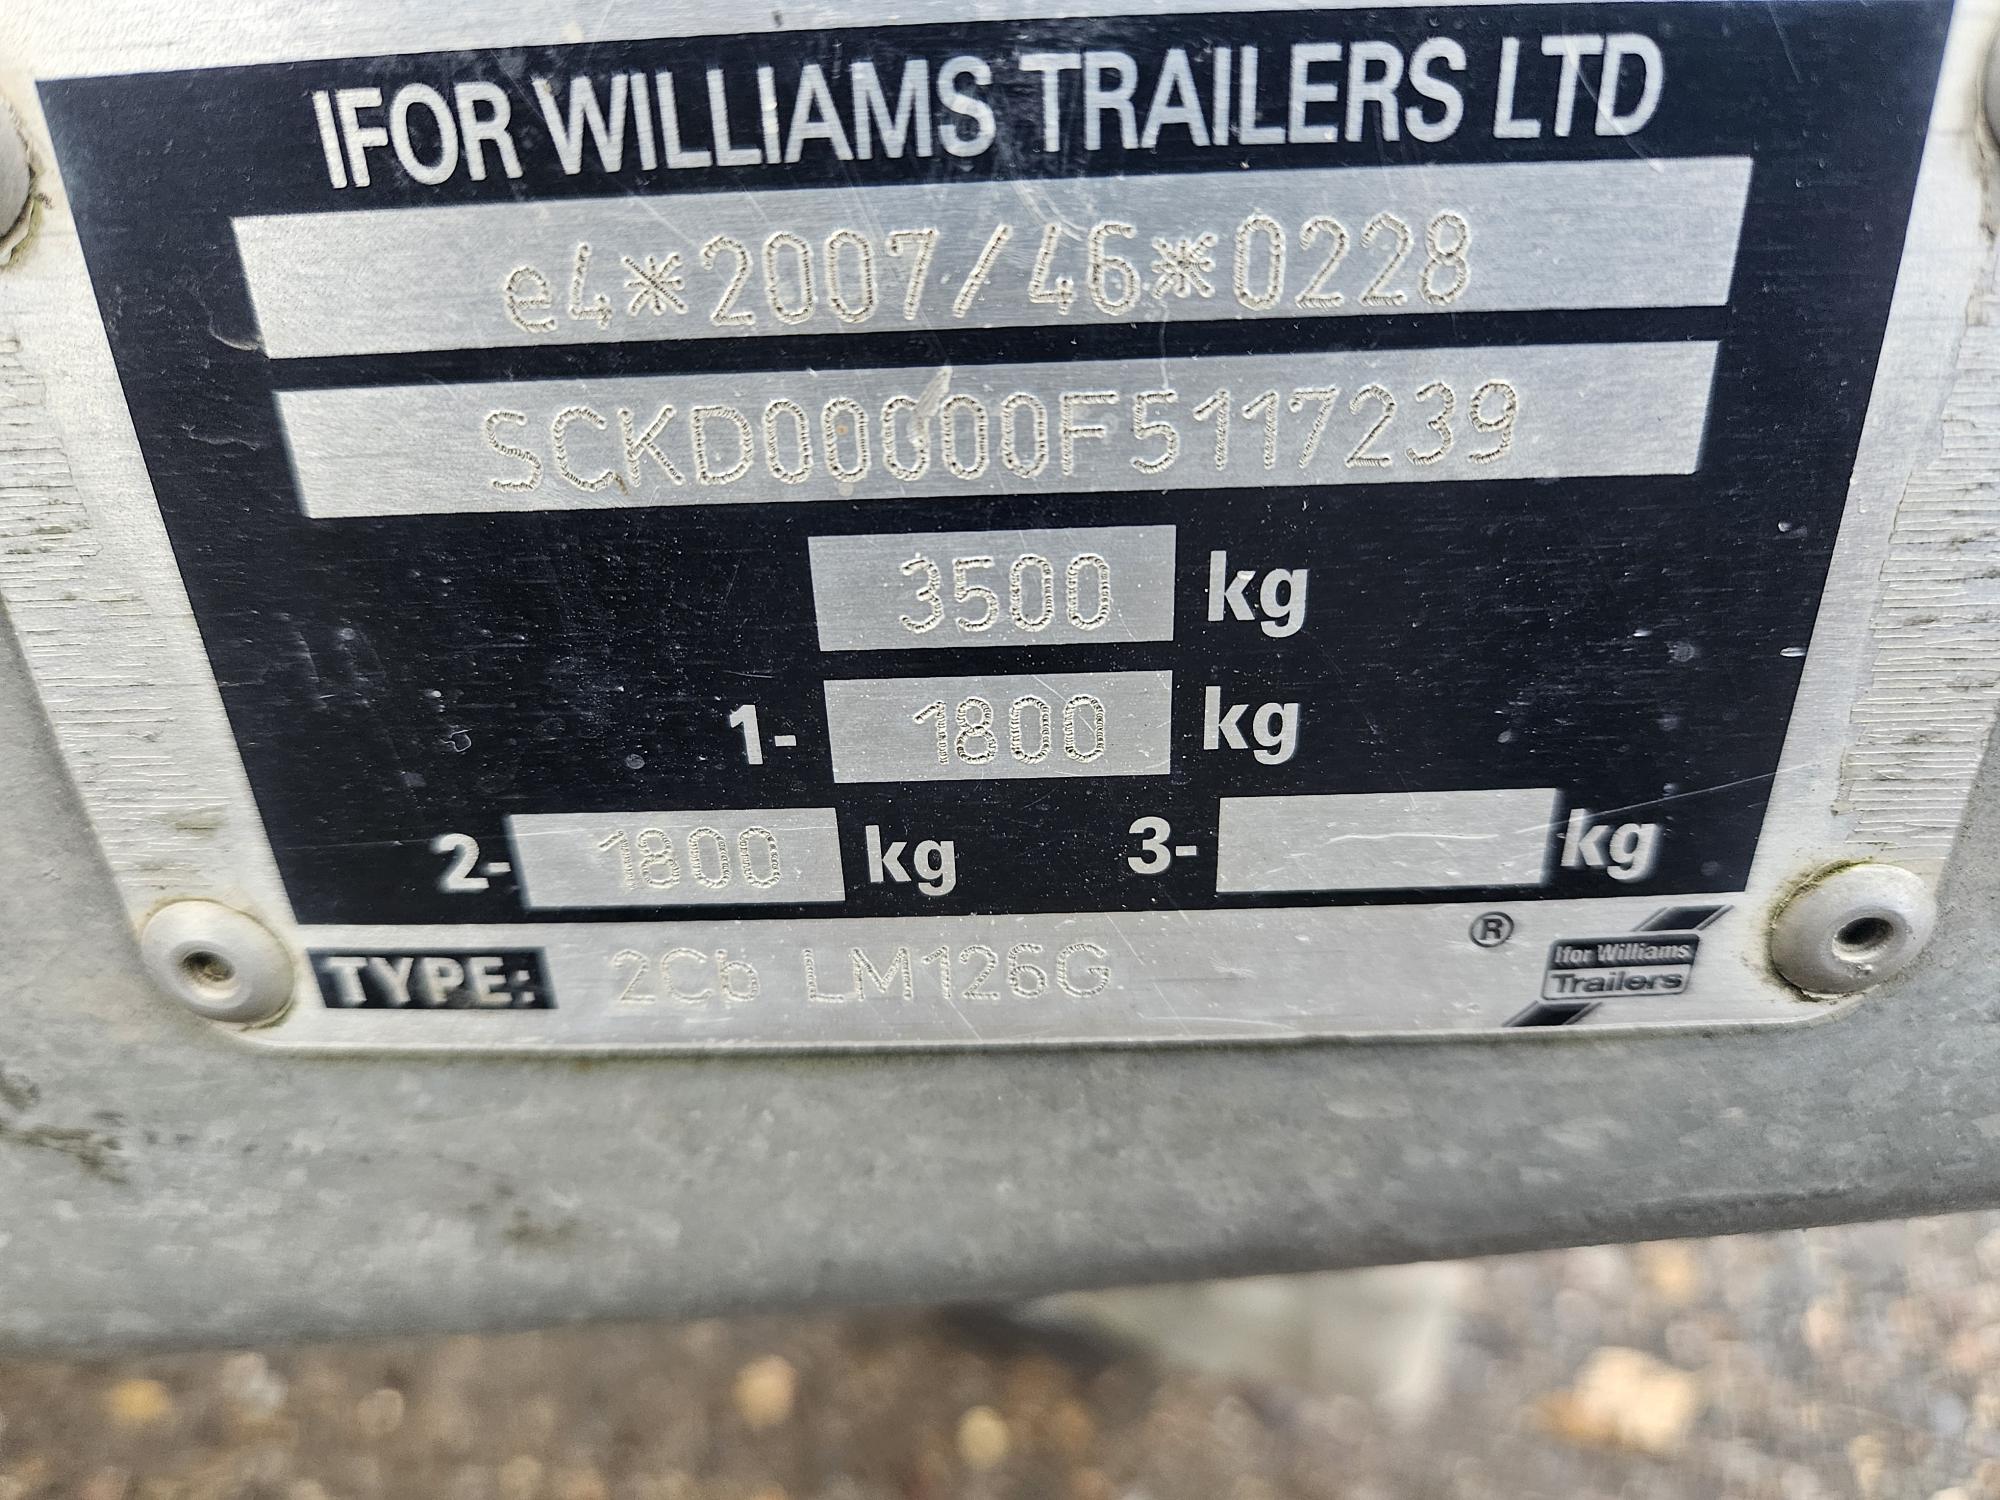 IFOR WILLIAMS TRAILERS LTD
e4*2007/46*0228
SCKD00000F5117239
3500 kg
1- 1800 kg
2- 1800 kg 3- kg
TYPE: 2Cb LM126G ®
Ifor Williams
Trailers